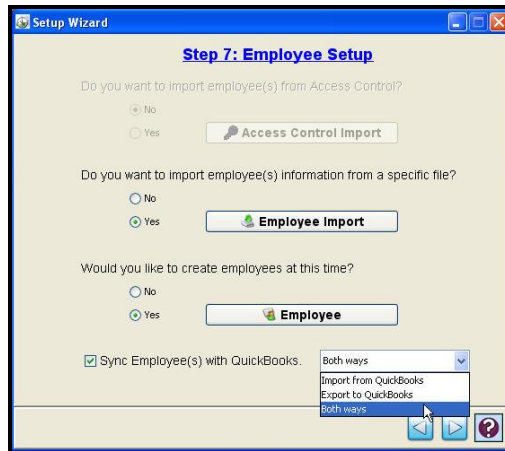 Setup Wizard
Step 7: Employee Setup
Do you want to import employee(s) from Access Control?
No
Yes
Access Control Import
Do you want to import employee(s) information from a specific file?
No
Yes
Employee Import
Would you like to create employees at this time?
No
Yes
Employee
Sync Employee(s) with QuickBooks.
Both ways
Import from QuickBooks
Export to QuickBooks
Both ways